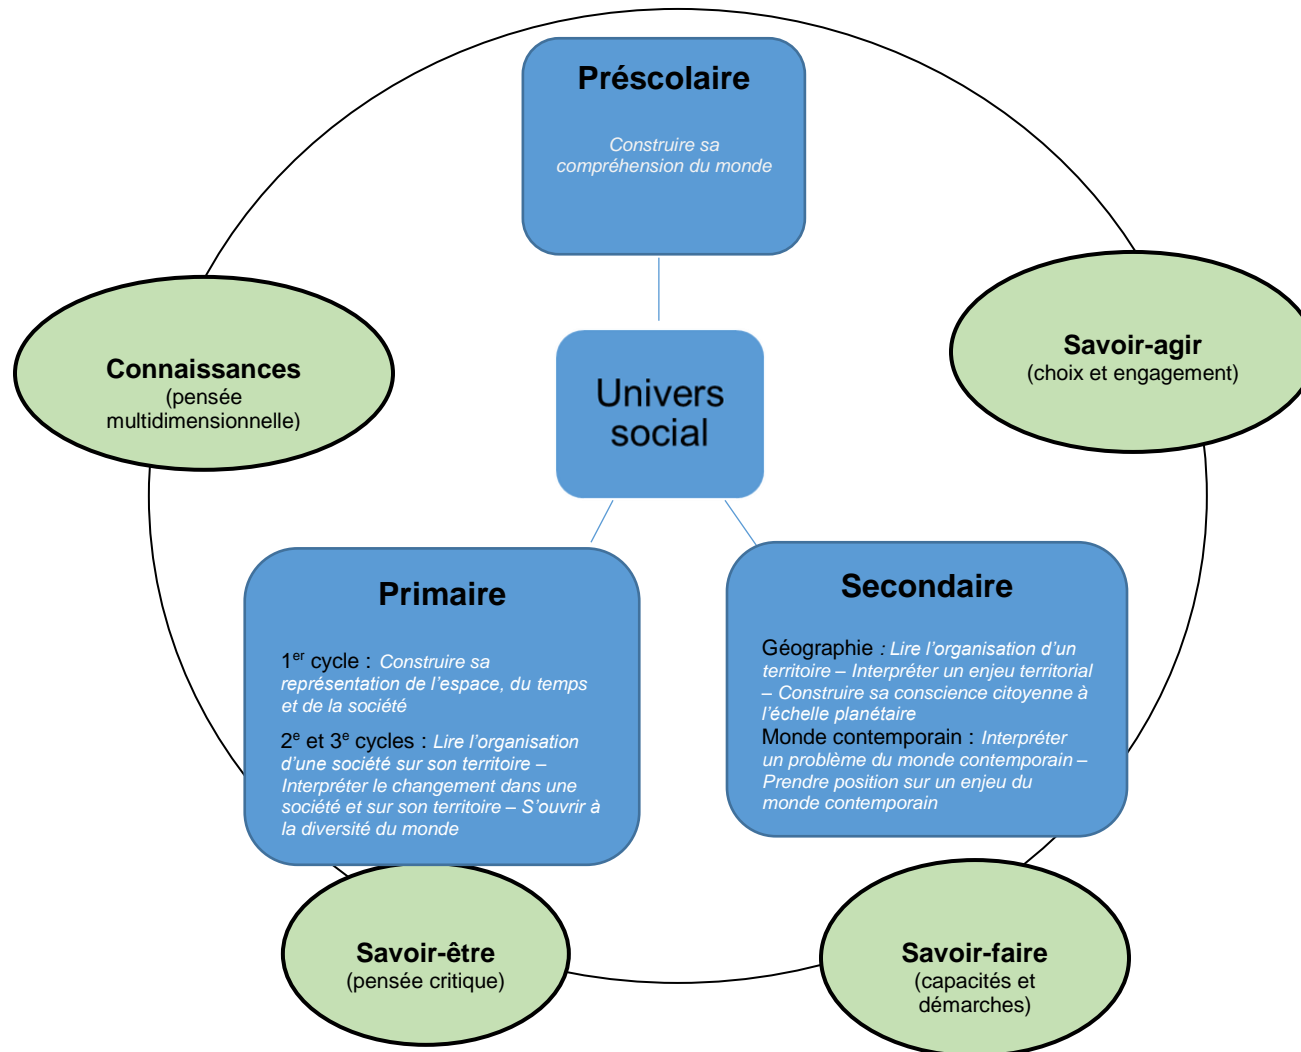 Préscolaire
Construire sa
compréhension du monde
Connaissances
(pensée
multidimensionnelle)
Savoir-agir
(choix et engagement)
Univers
social
Primaire
1er cycle : Construire sa
représentation de l’espace, du temps
et de la société
2e et 3e cycles : Lire l’organisation
d’une société sur son territoire –
Interpréter le changement dans une
société et sur son territoire – S’ouvrir à
la diversité du monde
Secondaire
Géographie : Lire l’organisation d’un
territoire – Interpréter un enjeu territorial
– Construire sa conscience citoyenne à
l’échelle planétaire
Monde contemporain : Interpréter
un problème du monde contemporain –
Prendre position sur un enjeu du
monde contemporain
Savoir-être
(pensée critique)
Savoir-faire
(capacités et
démarches)